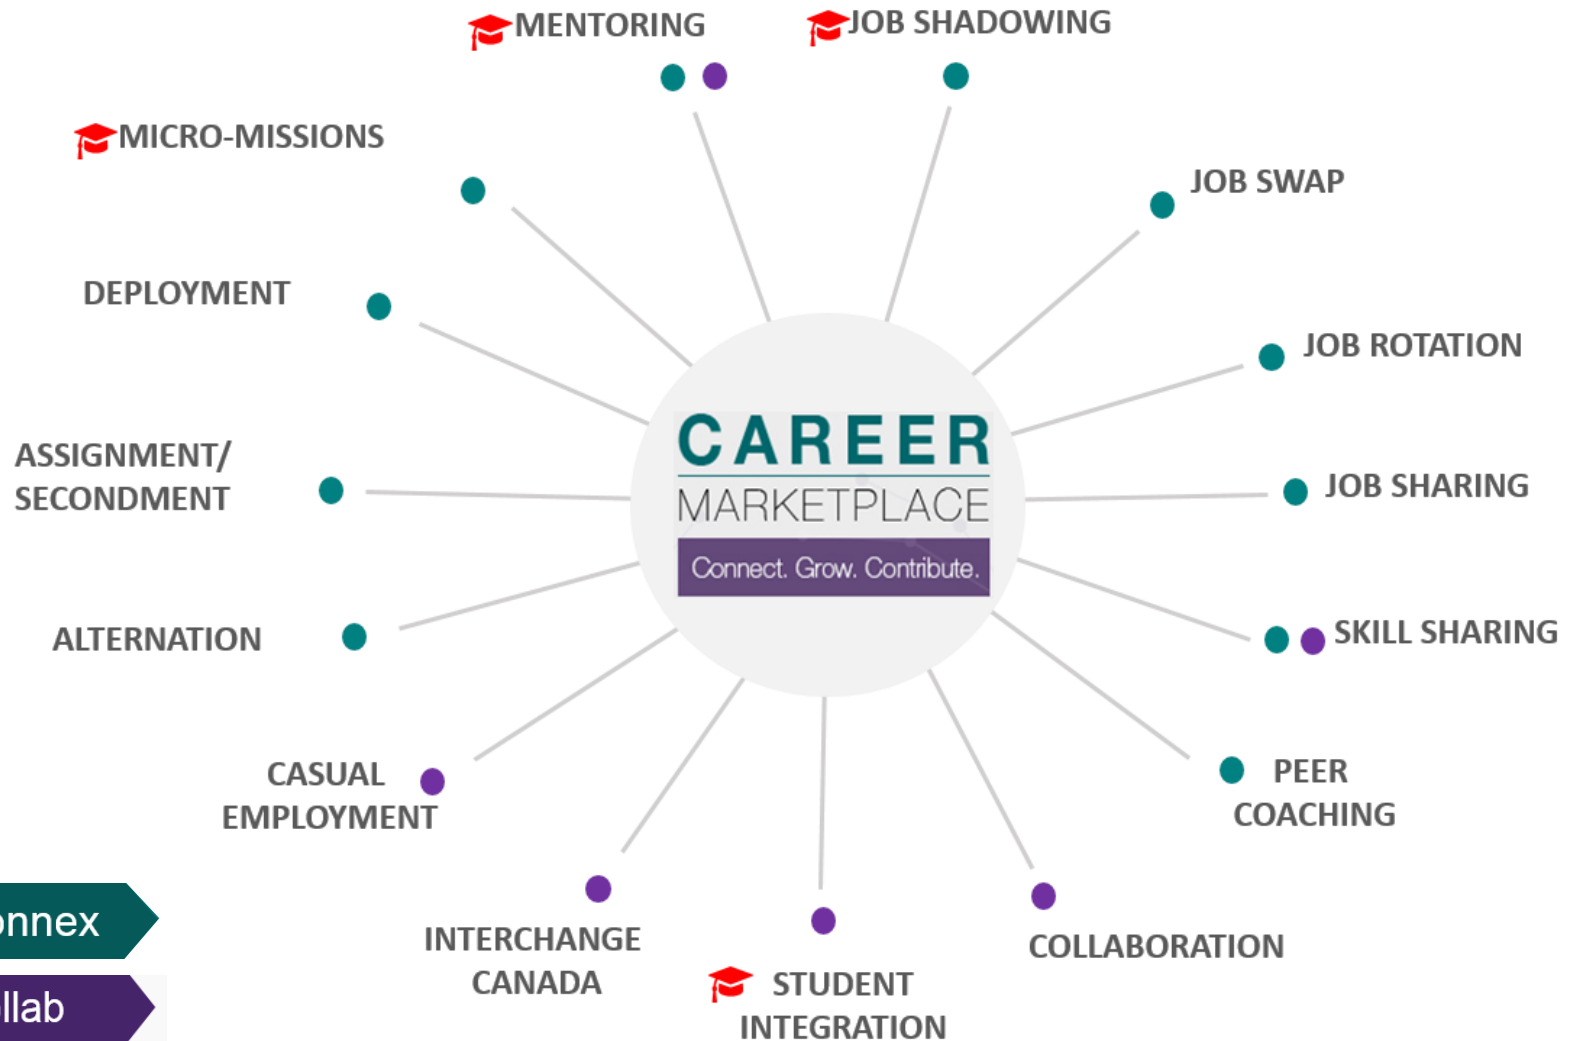 MENTORING
JOB SHADOWING
MICRO-MISSIONS
JOB SWAP
DEPLOYMENT
JOB ROTATION
ASSIGNMENT/
SECONDMENT
CAREER
MARKETPLACE
Connect. Grow. Contribute.
JOB SHARING
ALTERNATION
SKILL SHARING
CASUAL
EMPLOYMENT
PEER
COACHING
INTERCHANGE
CANADA
STUDENT
INTEGRATION
COLLABORATION
onnex
llab